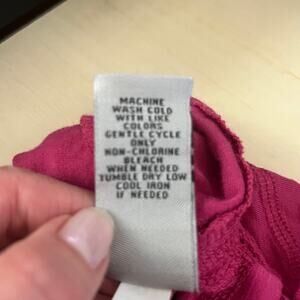 MACHINE
WASH COLD
WITH LIKE
COLORS
GENTLE CYCLE
ONLY
NON-CHLORINE
BLEACH
WHEN NEEDED
TUMBLE DRY LOW
COOL IRON
IF NEEDED